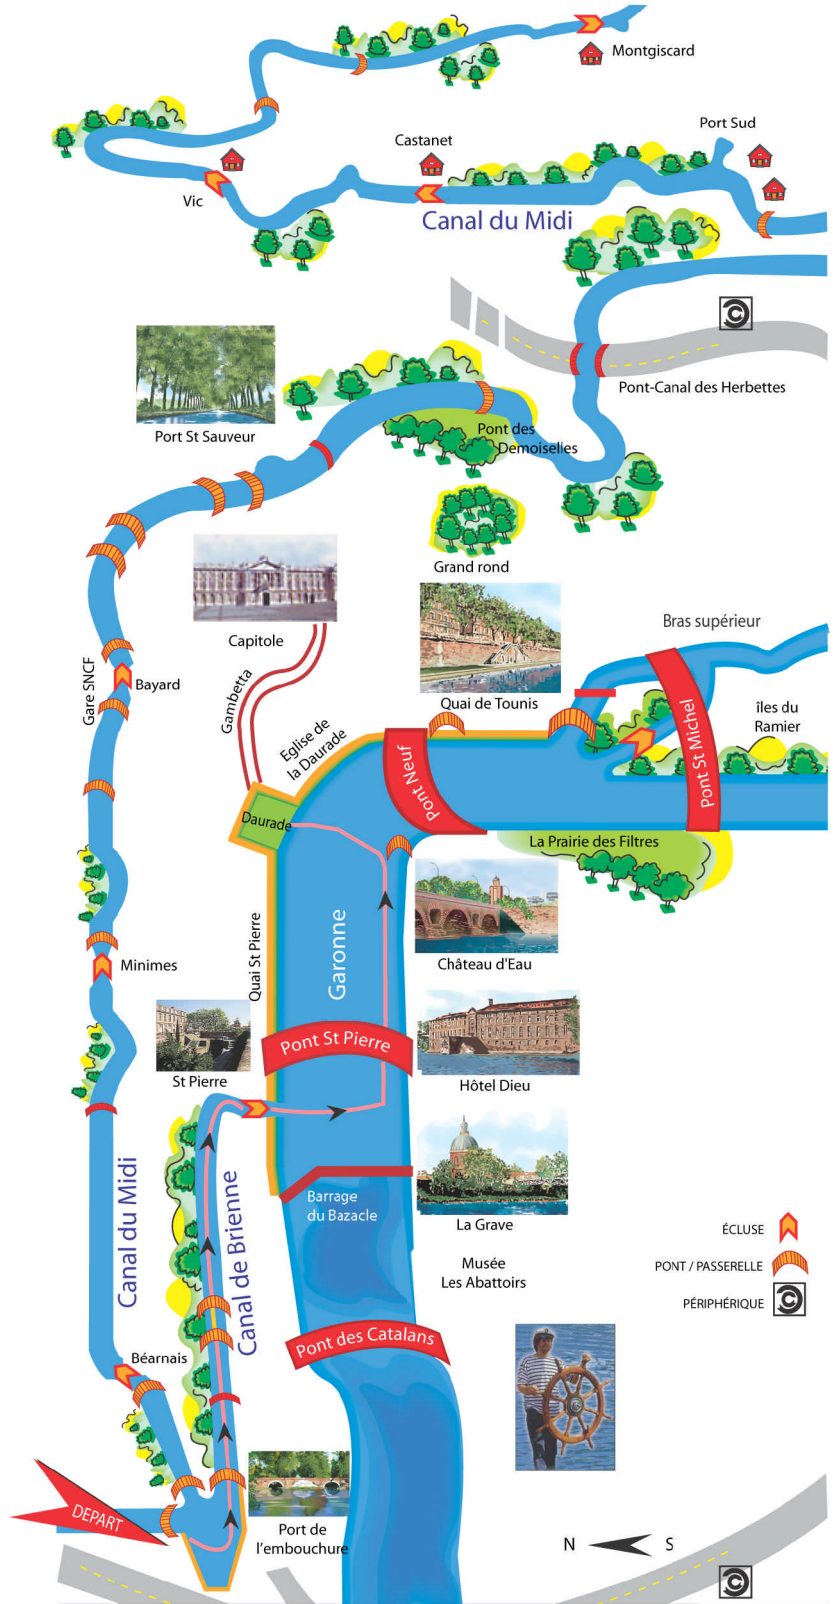 Montgiscard
Port Sud
Castanet
Vic
Canal du Midi
Pont-Canal des Herbettes
Port St Sauveur
Pont des
Demoiselles
Grand rond
Capitole
Bras supérieur
Gare SNCF
Bayard
Gambetta
Quai de Tounis
Eglise de
la Daurade
îles du
Ramier
Pont Neuf
Pont St Michel
Daurade
La Prairie des Filtres
Garonne
Quai St Pierre
Château d'Eau
Minimes
Pont St Pierre
St Pierre
Hôtel Dieu
Canal du Midi
Canal de Brienne
Barrage
du Bazacle
La Grave
ÉCLUSE
Musée
Les Abattoirs
PONT / PASSERELLE
PÉRIPHÉRIQUE
Pont des Catalans
Béarnais
DEPART
Port de
l'embouchure
N S